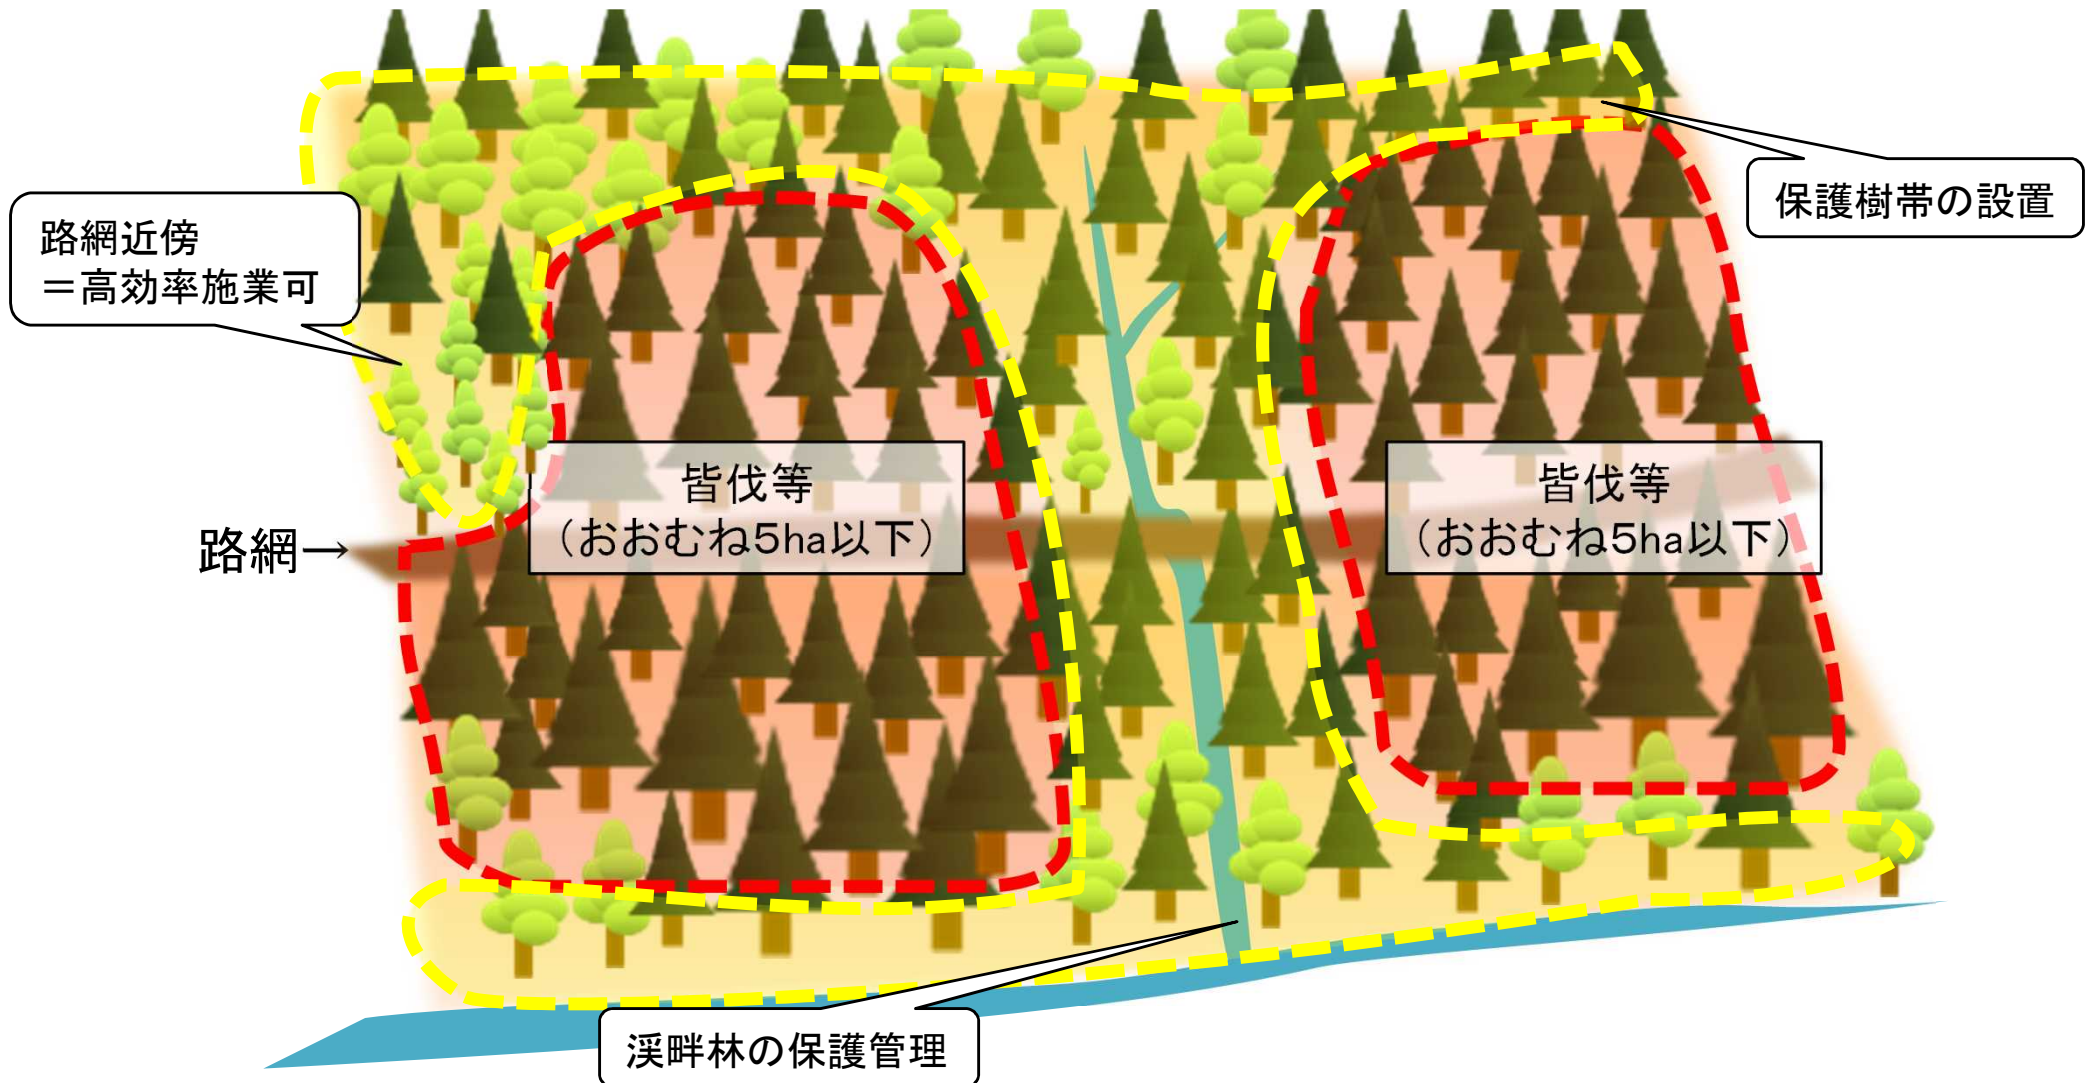 保護樹帯の設置
路網近傍
＝高効率施業可
皆伐等
（おおむね5ha以下）
皆伐等
（おおむね5ha以下）
路網→
渓畔林の保護管理